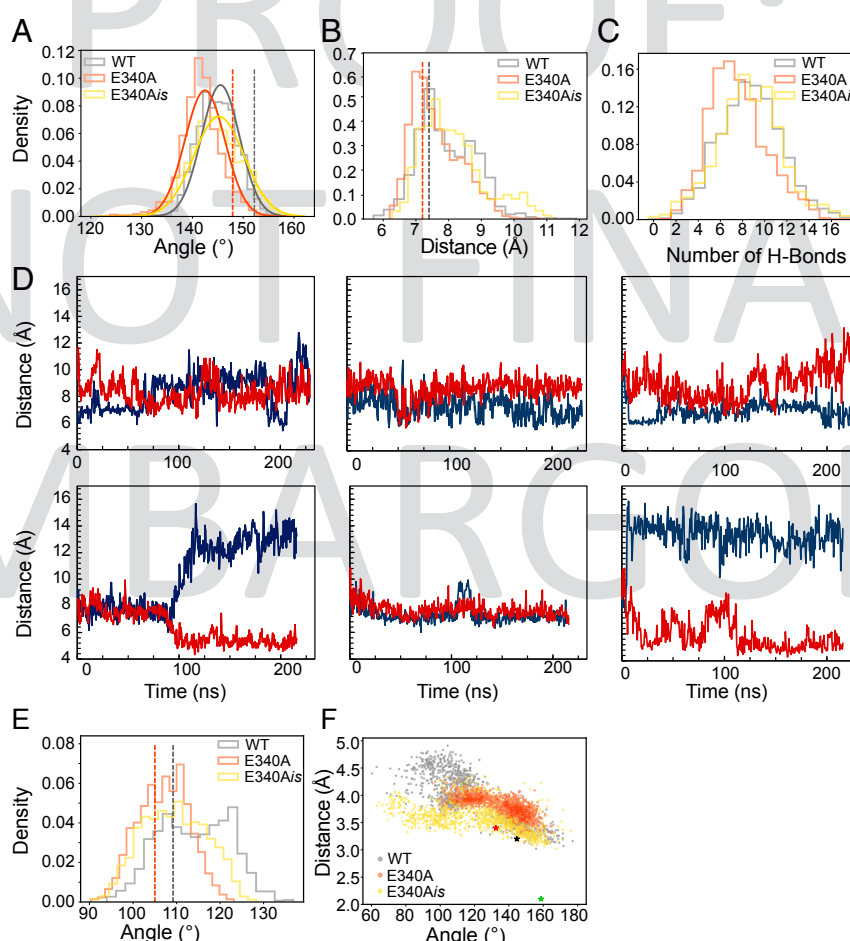 PROOF:
NOT FINAL
EMBARGOED
A
0.12
0.10
0.08
0.06
0.04
0.02
0.00
Density
WT
E340A
E340Ais
120 130 140 150 160
Angle (°)
B
0.7
0.6
0.5
0.4
0.3
0.2
0.1
0.0
WT
E340A
E340Ais
6 7 8 9 10 11 12
Distance (Å)
C
0.16
0.12
0.08
0.04
0.00
WT
E340A
E340Ais
0 2 4 6 8 10 12 14 16
Number of H-Bonds
D
16
14
12
10
8
6
4
Distance (Å)
0 100 200
0 100 200
0 100 200
16
14
12
10
8
6
4
Distance (Å)
0 100 200
Time (ns)
0 100 200
Time (ns)
0 100 200
Time (ns)
E
0.08
0.06
0.04
0.02
0.00
Density
WT
E340A
E340Ais
90 100 110 120 130
Angle (°)
F
5.0
4.5
4.0
3.5
3.0
2.5
2.0
Distance (Å)
WT
E340A
E340Ais
60 80 100 120 140 160 180
Angle (°)